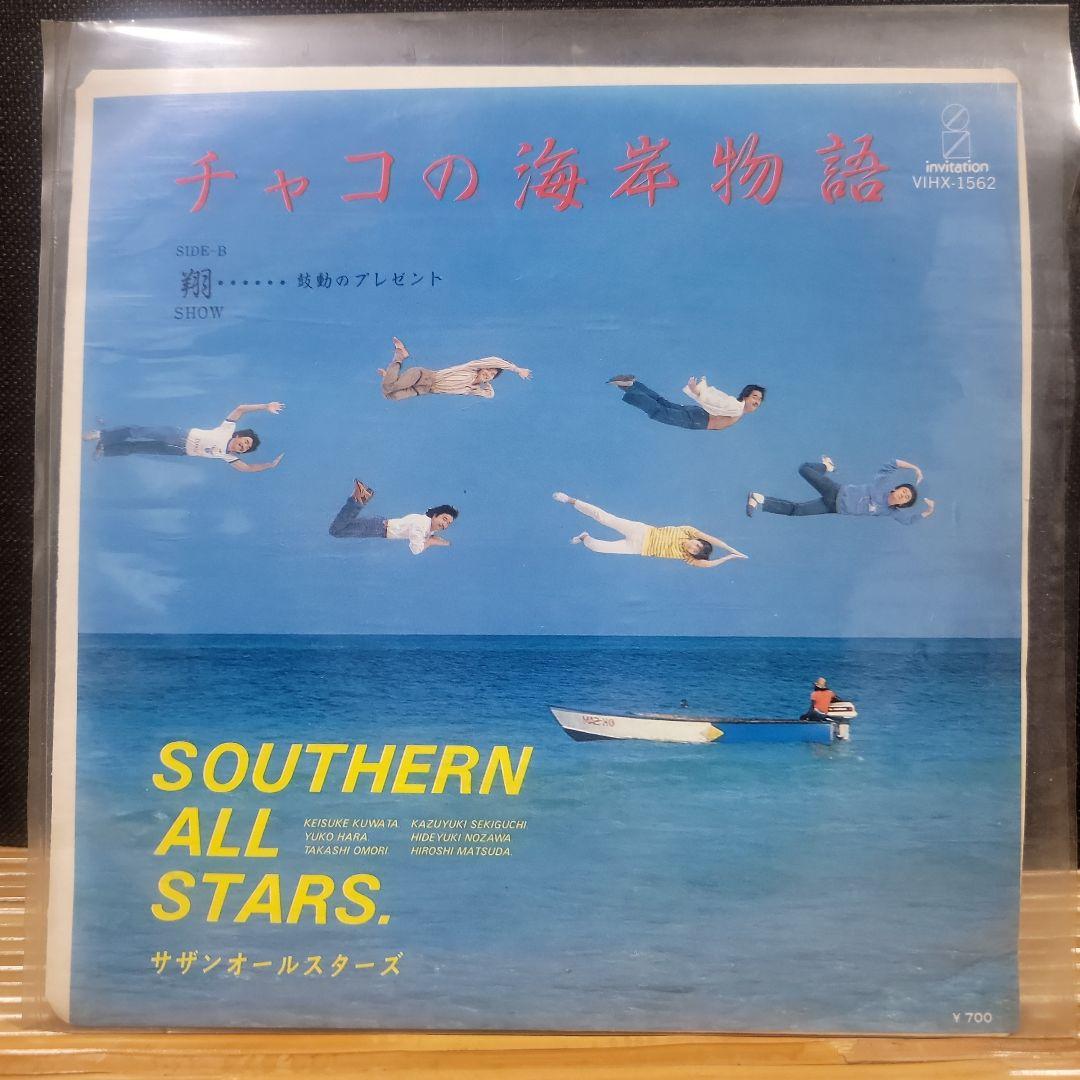 チャコの海岸物語
invitation
VIHX-1562
SIDE-B
翔・・・・・・鼓動のプレゼント
SHOW
SOUTHERN
ALL
STARS.
KEISUKE KUWATA. KAZUYUKI SEKIGUCHI.
YUKO HARA. HIDEYUKI NOZAWA.
TAKASHI OMORI. HIROSHI MATSUDA.
サザンオールスターズ
¥700